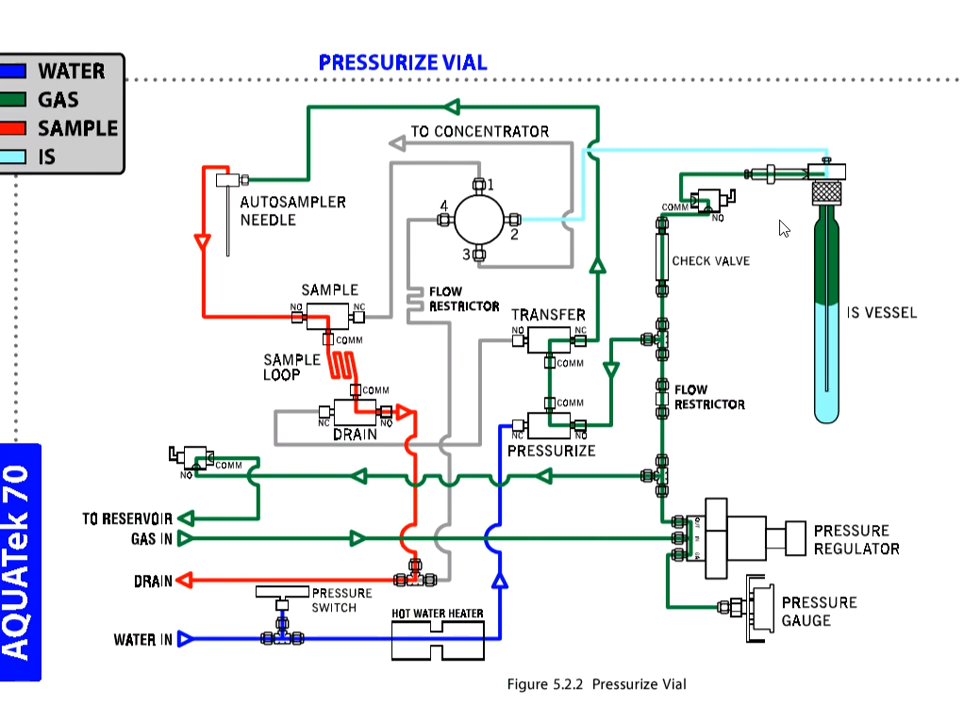 PRESSURIZE VIAL
WATER
GAS
SAMPLE
IS
TO CONCENTRATOR
AUTOSAMPLER
NEEDLE
1
4
2
3
COMM
NO
CHECK VALVE
SAMPLE
NO
NC
COMM
FLOW
RESTRICTOR
TRANSFER
NO
NC
COMM
IS VESSEL
SAMPLE
LOOP
COMM
NC
NO
DRAIN
COMM
NC
NO
PRESSURIZE
FLOW
RESTRICTOR
COMM
NO
TO RESERVOIR
GAS IN
DRAIN
PRESSURE
SWITCH
HOT WATER HEATER
WATER IN
OUT
IN
PRESSURE
REGULATOR
PRESSURE
GAUGE
AQUATek 70
Figure 5.2.2 Pressurize Vial